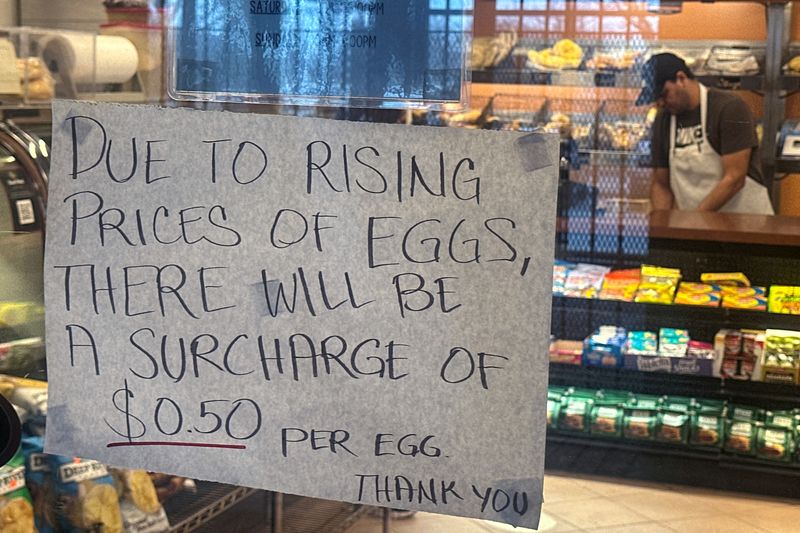 DUE TO RISING
PRICES OF EGGS,
THERE WILL BE
A SURCHARGE OF
$0.50 PER EGG.
THANK YOU